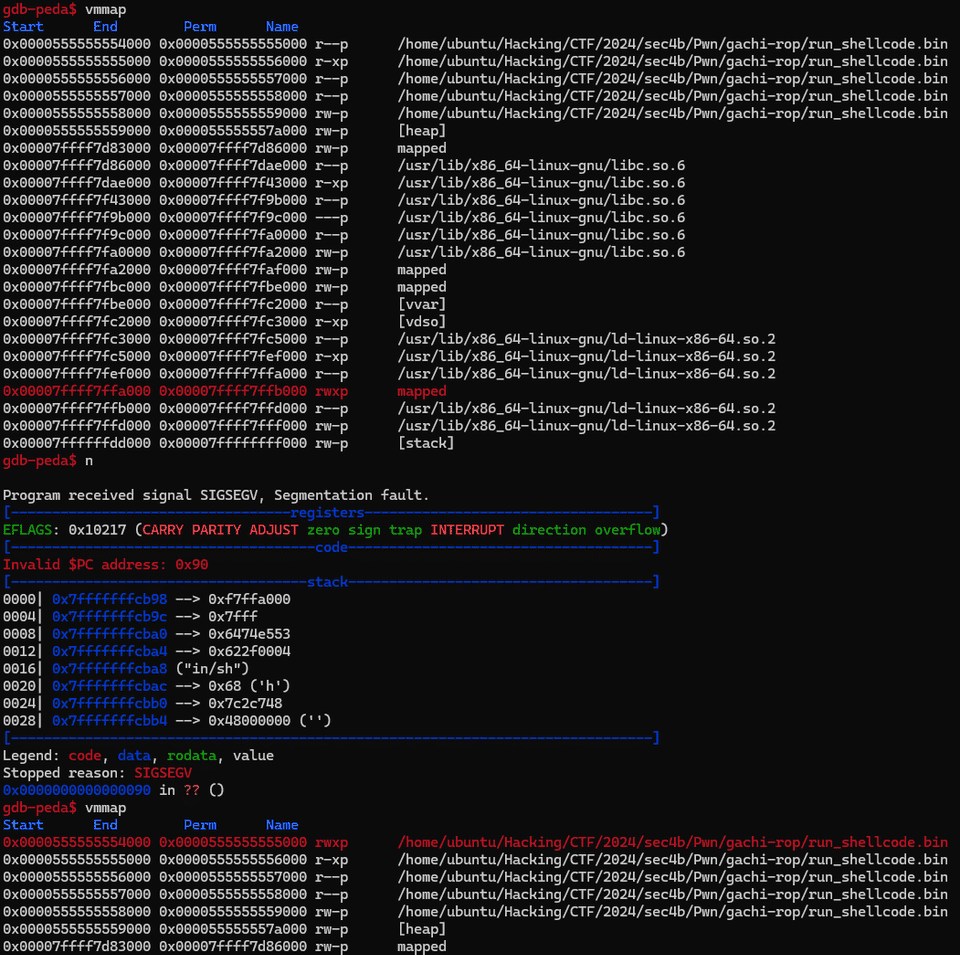 gdb-peda$ vmmap
Start              End                Perm      Name
0x0000555555554000 0x0000555555555000 r--p      /home/ubuntu/Hacking/CTF/2024/sec4b/Pwn/gachi-rop/run_shellcode.bin
0x0000555555555000 0x0000555555556000 r-xp      /home/ubuntu/Hacking/CTF/2024/sec4b/Pwn/gachi-rop/run_shellcode.bin
0x0000555555556000 0x0000555555557000 r--p      /home/ubuntu/Hacking/CTF/2024/sec4b/Pwn/gachi-rop/run_shellcode.bin
0x0000555555557000 0x0000555555558000 r--p      /home/ubuntu/Hacking/CTF/2024/sec4b/Pwn/gachi-rop/run_shellcode.bin
0x0000555555558000 0x0000555555559000 rw-p      /home/ubuntu/Hacking/CTF/2024/sec4b/Pwn/gachi-rop/run_shellcode.bin
0x0000555555559000 0x000055555557a000 rw-p      [heap]
0x00007ffff7d83000 0x00007ffff7d86000 rw-p      mapped
0x00007ffff7d86000 0x00007ffff7dae000 r--p      /usr/lib/x86_64-linux-gnu/libc.so.6
0x00007ffff7dae000 0x00007ffff7f43000 r-xp      /usr/lib/x86_64-linux-gnu/libc.so.6
0x00007ffff7f43000 0x00007ffff7f9b000 r--p      /usr/lib/x86_64-linux-gnu/libc.so.6
0x00007ffff7f9b000 0x00007ffff7f9c000 ---p      /usr/lib/x86_64-linux-gnu/libc.so.6
0x00007ffff7f9c000 0x00007ffff7fa0000 r--p      /usr/lib/x86_64-linux-gnu/libc.so.6
0x00007ffff7fa0000 0x00007ffff7fa2000 rw-p      /usr/lib/x86_64-linux-gnu/libc.so.6
0x00007ffff7fa2000 0x00007ffff7faf000 rw-p      mapped
0x00007ffff7fbc000 0x00007ffff7fbe000 rw-p      mapped
0x00007ffff7fbe000 0x00007ffff7fc2000 r--p      [vvar]
0x00007ffff7fc2000 0x00007ffff7fc3000 r-xp      [vdso]
0x00007ffff7fc3000 0x00007ffff7fc5000 r--p      /usr/lib/x86_64-linux-gnu/ld-linux-x86-64.so.2
0x00007ffff7fc5000 0x00007ffff7fef000 r-xp      /usr/lib/x86_64-linux-gnu/ld-linux-x86-64.so.2
0x00007ffff7fef000 0x00007ffff7ffa000 r--p      /usr/lib/x86_64-linux-gnu/ld-linux-x86-64.so.2
0x00007ffff7ffa000 0x00007ffff7ffb000 rwxp      mapped
0x00007ffff7ffb000 0x00007ffff7ffd000 r--p      /usr/lib/x86_64-linux-gnu/ld-linux-x86-64.so.2
0x00007ffff7ffd000 0x00007ffff7fff000 rw-p      /usr/lib/x86_64-linux-gnu/ld-linux-x86-64.so.2
0x00007ffffffdd000 0x00007ffffffff000 rw-p      [stack]
gdb-peda$ n
Program received signal SIGSEGV, Segmentation fault.
[----------------------------------registers-----------------------------------]
EFLAGS: 0x10217 (CARRY PARITY ADJUST zero sign trap INTERRUPT direction overflow)
[-------------------------------------code-------------------------------------]
Invalid $PC address: 0x90
[------------------------------------stack-------------------------------------]
0000| 0x7fffffffcb98 --> 0xf7ffa000
0004| 0x7fffffffcb9c --> 0x7fff
0008| 0x7fffffffcba0 --> 0x6474e553
0012| 0x7fffffffcba4 --> 0x622f0004
0016| 0x7fffffffcba8 ("in/sh")
0020| 0x7fffffffcbac --> 0x68 ('h')
0024| 0x7fffffffcbb0 --> 0x7c2c748
0028| 0x7fffffffcbb4 --> 0x48000000 ('')
[------------------------------------------------------------------------------]
Legend: code, data, rodata, value
Stopped reason: SIGSEGV
0x0000000000000090 in ?? ()
gdb-peda$ vmmap
Start              End                Perm      Name
0x0000555555554000 0x0000555555555000 rwxp      /home/ubuntu/Hacking/CTF/2024/sec4b/Pwn/gachi-rop/run_shellcode.bin
0x0000555555555000 0x0000555555556000 r-xp      /home/ubuntu/Hacking/CTF/2024/sec4b/Pwn/gachi-rop/run_shellcode.bin
0x0000555555556000 0x0000555555557000 r--p      /home/ubuntu/Hacking/CTF/2024/sec4b/Pwn/gachi-rop/run_shellcode.bin
0x0000555555557000 0x0000555555558000 r--p      /home/ubuntu/Hacking/CTF/2024/sec4b/Pwn/gachi-rop/run_shellcode.bin
0x0000555555558000 0x0000555555559000 rw-p      /home/ubuntu/Hacking/CTF/2024/sec4b/Pwn/gachi-rop/run_shellcode.bin
0x0000555555559000 0x000055555557a000 rw-p      [heap]
0x00007ffff7d83000 0x00007ffff7d86000 rw-p      mapped